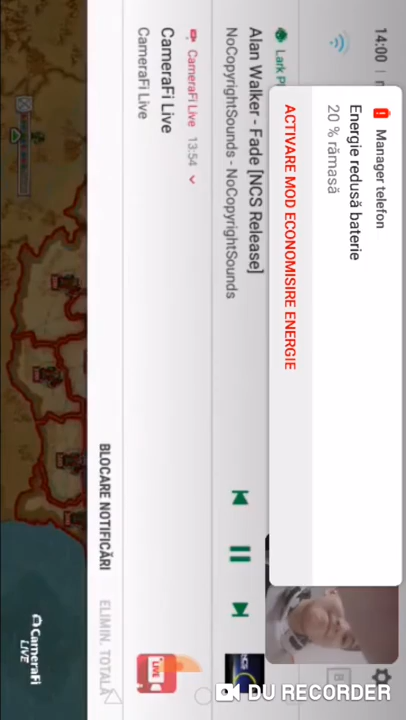 14:00
Manager telefon
Energie redusă baterie
20 % rămasă
ACTIVARE MOD ECONOMISIRE ENERGIE
Alan Walker - Fade [NCS Release]
NoCopyrightSounds - NoCopyrightSounds
CameraFi Live 13:54
CameraFi Live
CameraFi Live
BLOCARE NOTIFICĂRI
ELIMIN. TOTALĂ
LIVE
CameraFi
LIVE
DU RECORDER